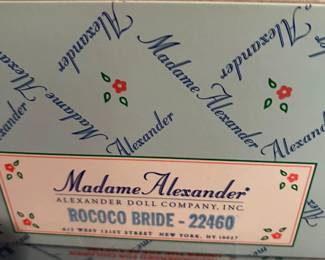 by
Alexander
Madame
Alexander
Madame
Alexander
Alexander
Madame
Alexander
Madame Alexander®
ALEXANDER DOLL COMPANY, INC.
ROCOCO BRIDE - 22460
615 WEST 131ST STREET NEW YORK, NY 10027